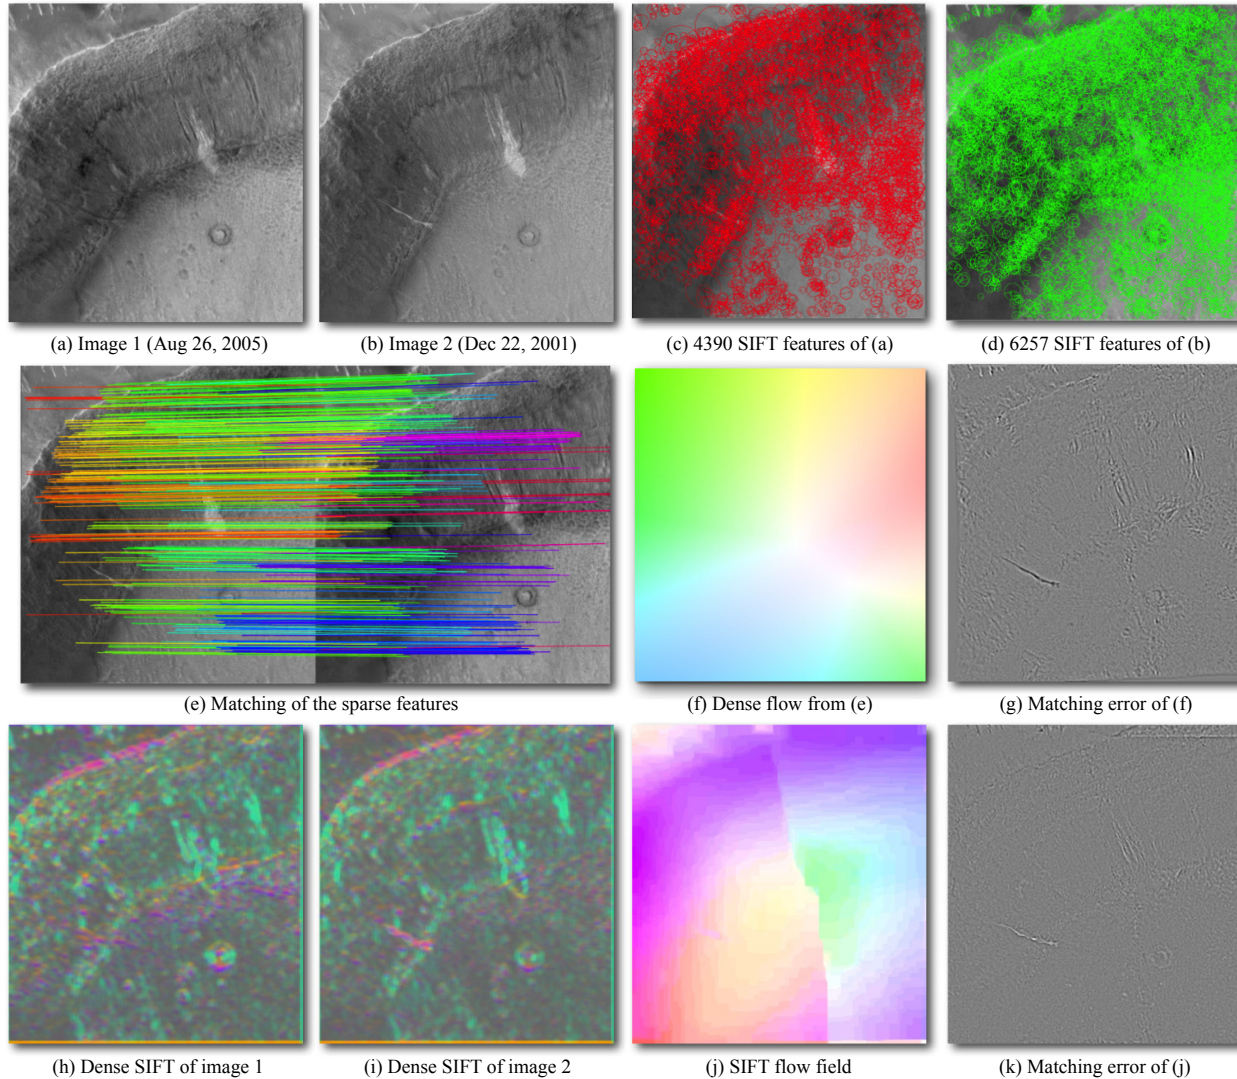 (a) Image 1 (Aug 26, 2005)
(b) Image 2 (Dec 22, 2001)
(c) 4390 SIFT features of (a)
(d) 6257 SIFT features of (b)
(e) Matching of the sparse features
(f) Dense flow from (e)
(g) Matching error of (f)
(h) Dense SIFT of image 1
(i) Dense SIFT of image 2
(j) SIFT flow field
(k) Matching error of (j)